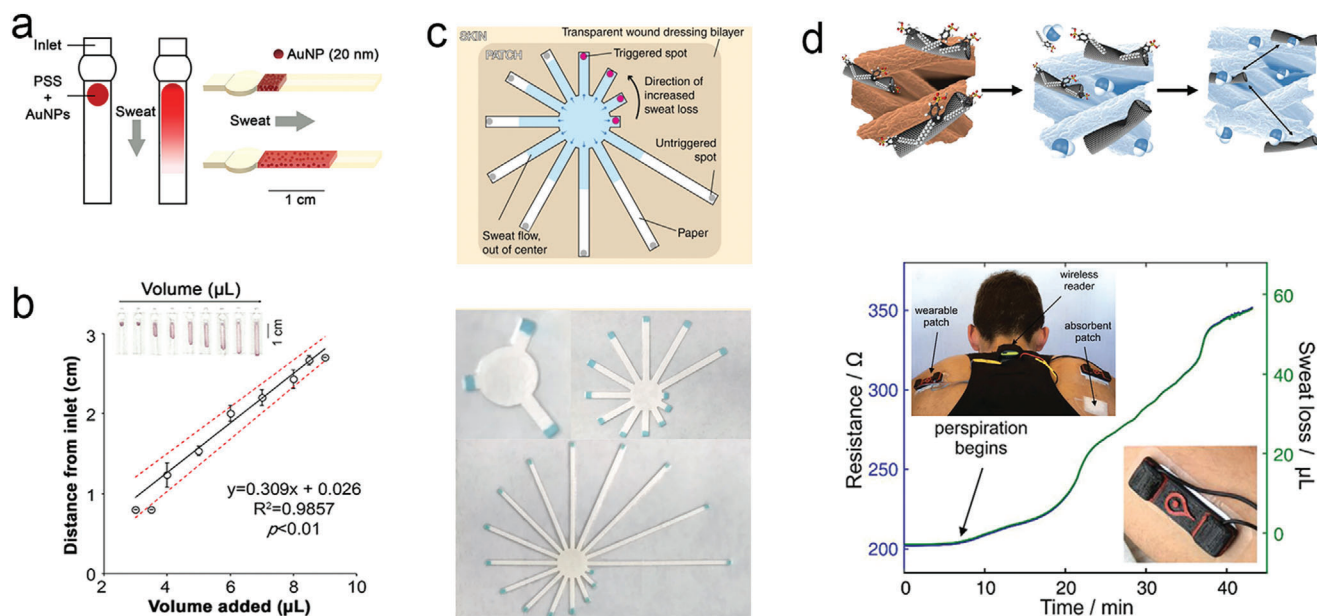 a
Inlet
PSS
+
AuNPs
Sweat
AuNP (20 nm)
Sweat
1 cm
b
Volume (µL)
1 cm
Distance from inlet (cm)
3
2
1
0
y=0.309x + 0.026
R²=0.9857
p<0.01
2
4
6
8
10
Volume added (µL)
c
SKIN
PATCH
Transparent wound dressing bilayer
Triggered spot
Direction of
increased
sweat loss
Untriggered
spot
Paper
Sweat flow,
out of center
d
Resistance / Ω
350
300
250
200
wearable
patch
wireless
reader
absorbent
patch
perspiration
begins
60
40
20
0
Sweat loss / µL
0
10
20
30
40
Time / min